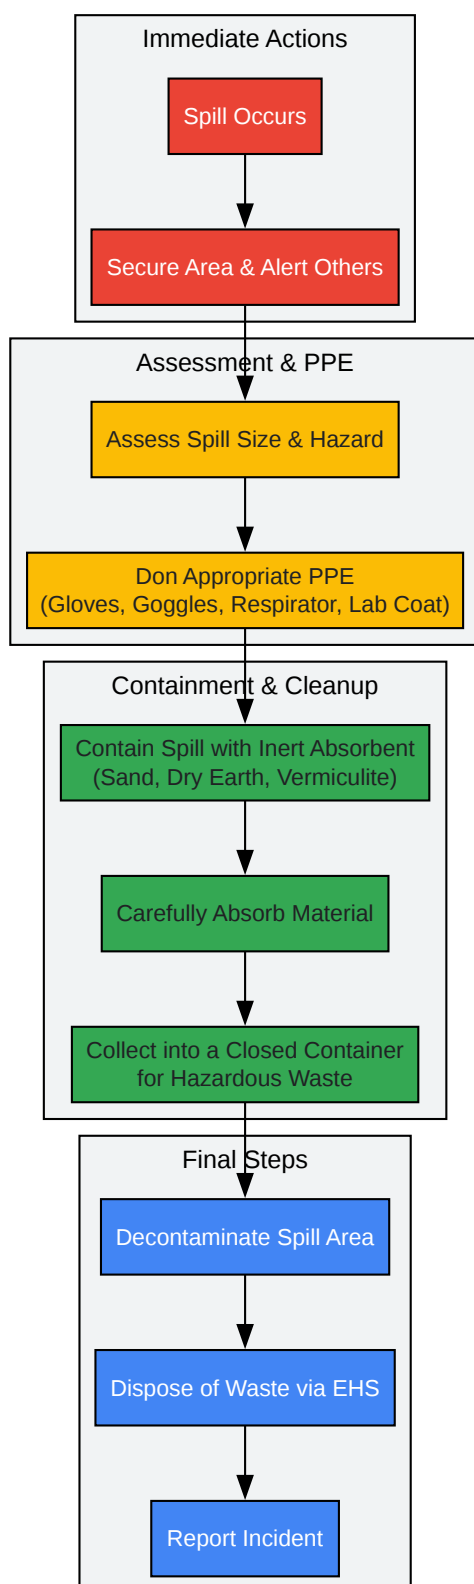 Immediate Actions
Spill Occurs
Secure Area & Alert Others
Assessment & PPE
Assess Spill Size & Hazard
Don Appropriate PPE
(Gloves, Goggles, Respirator, Lab Coat)
Containment & Cleanup
Contain Spill with Inert Absorbent
(Sand, Dry Earth, Vermiculite)
Carefully Absorb Material
Collect into a Closed Container
for Hazardous Waste
Final Steps
Decontaminate Spill Area
Dispose of Waste via EHS
Report Incident